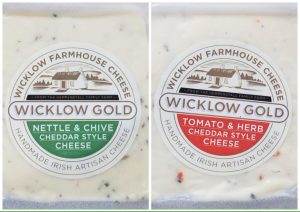 WICKLOW FARMHOUSE CHEESE
WICKLOW GOLD
NETTLE & CHIVE
CHEDDAR STYLE
CHEESE
HANDMADE IRISH ARTISAN CHEESE
WICKLOW FARMHOUSE CHEESE
WICKLOW GOLD
TOMATO & HERB
CHEDDAR STYLE
CHEESE
HANDMADE IRISH ARTISAN CHEESE